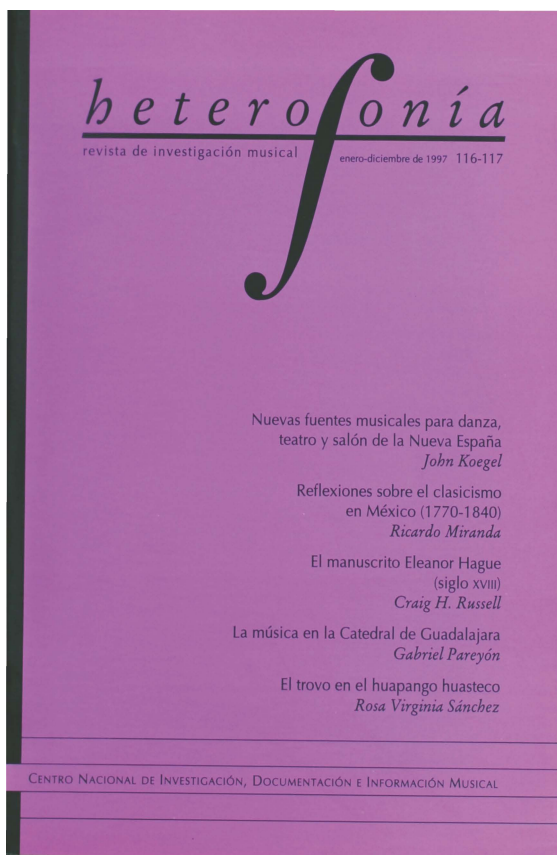 heterofonía
revista de investigación musical
enero-diciembre de 1997 116-117
Nuevas fuentes musicales para danza,
teatro y salón de la Nueva España
John Koegel
Reflexiones sobre el clasicismo
en México (1770-1840)
Ricardo Miranda
El manuscrito Eleanor Hague
(siglo XVIII)
Craig H. Russell
La música en la Catedral de Guadalajara
Gabriel Pareyón
El trovo en el huapango huasteco
Rosa Virginia Sánchez
CENTRO NACIONAL DE INVESTIGACIÓN, DOCUMENTACIÓN E INFORMACIÓN MUSICAL